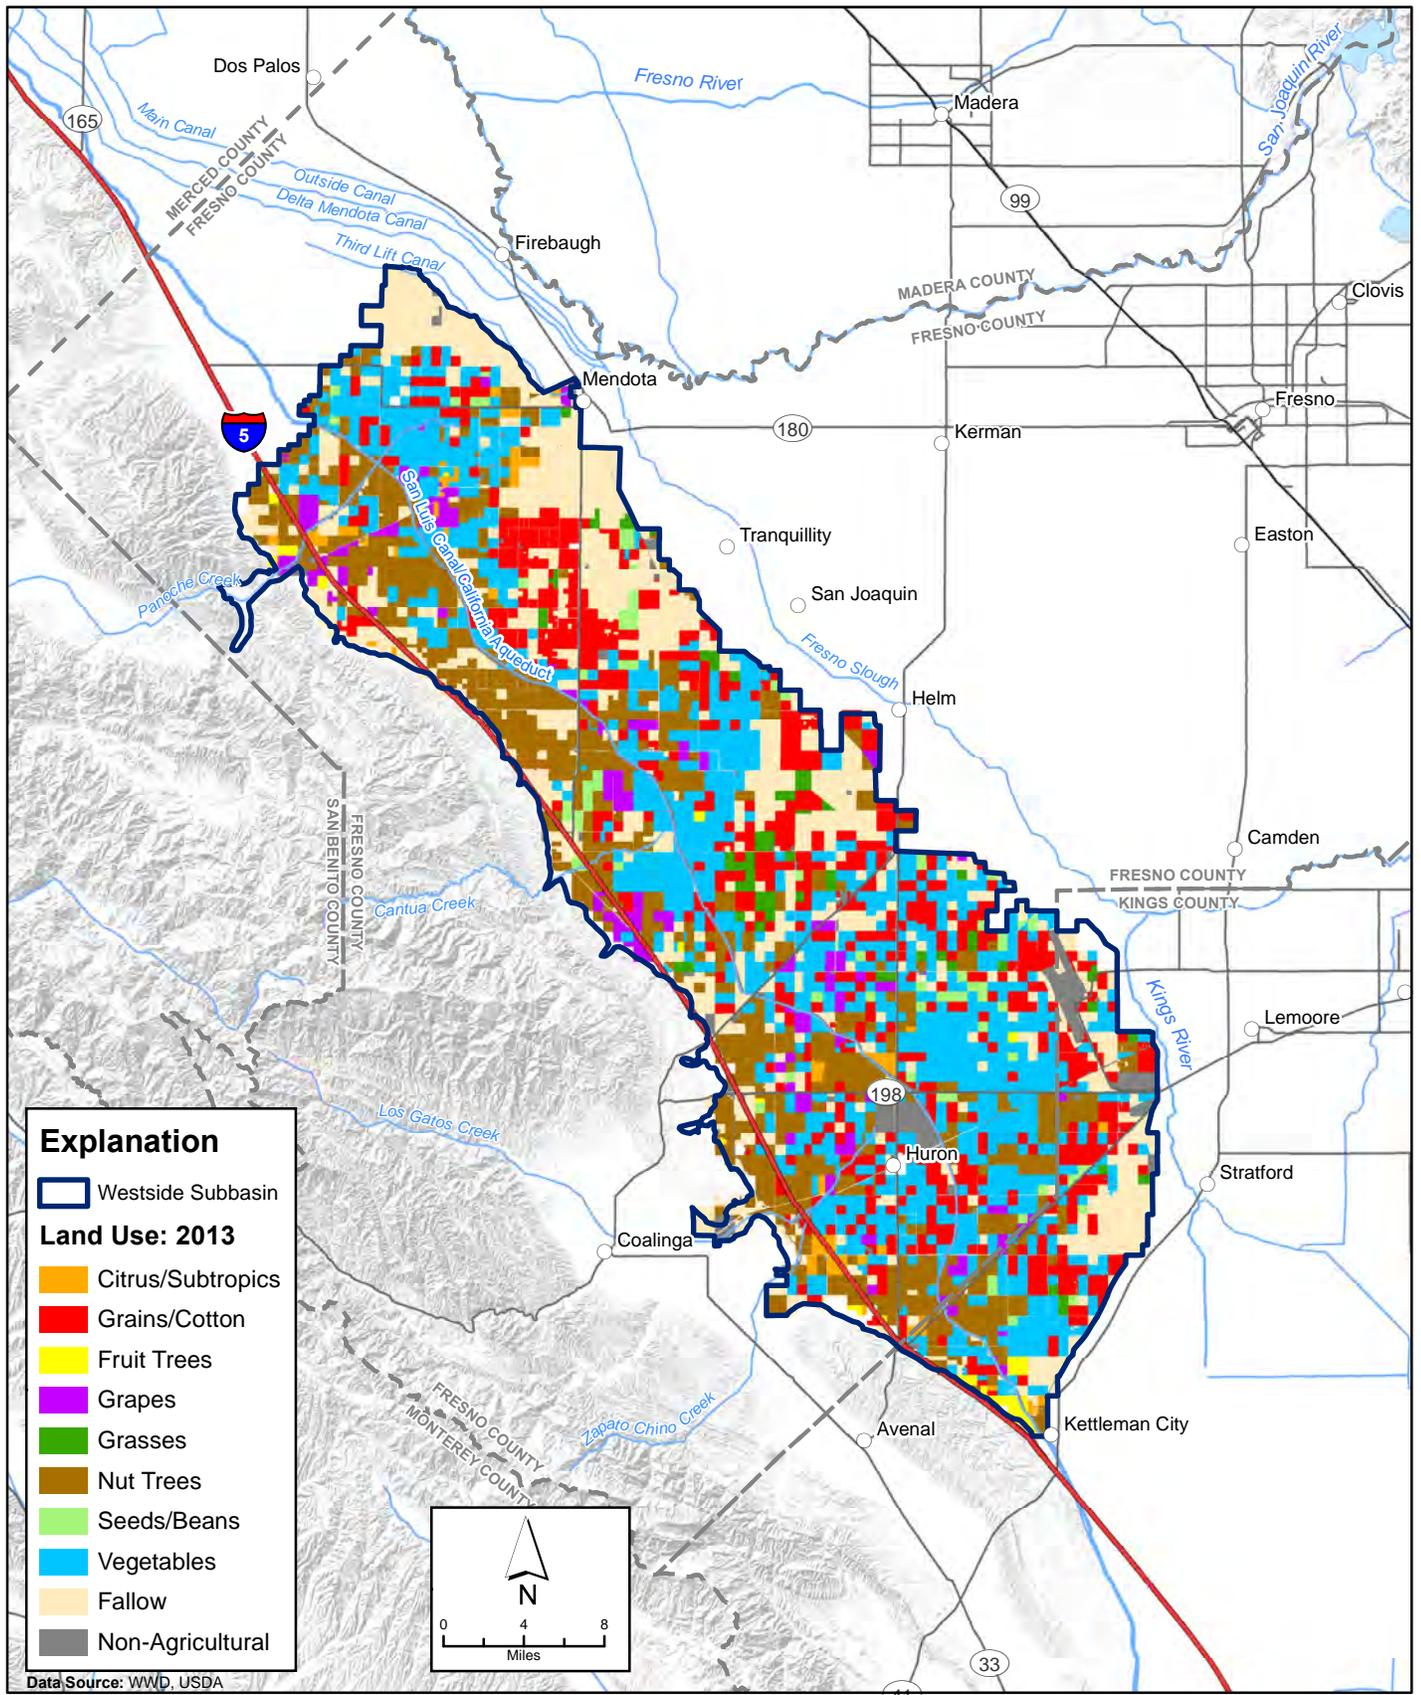 Dos Palos
Fresno River
Madera
San Joaquin River
165
Main Canal
MERCED COUNTY
FRESNO COUNTY
Outside Canal
Delta Mendota Canal
99
Third Lift Canal
Firebaugh
MADERA COUNTY
FRESNO COUNTY
Clovis
Mendota
Fresno
5
180
Kerman
San Luis Canal/California Aqueduct
Tranquillity
Easton
Panoche Creek
San Joaquin
Fresno Slough
Helm
FRESNO COUNTY
SAN BENITO COUNTY
Camden
FRESNO COUNTY
KINGS COUNTY
Cantua Creek
Kings River
Lemoore
198
Los Gatos Creek
Huron
Stratford
Coalinga
FRESNO COUNTY
MONTEREY COUNTY
Zapato Chino Creek
Avenal
Kettleman City
33
Explanation
Westside Subbasin
Land Use: 2013
Citrus/Subtropics
Grains/Cotton
Fruit Trees
Grapes
Grasses
Nut Trees
Seeds/Beans
Vegetables
Fallow
Non-Agricultural
Data Source: WWD, USDA
N
0 4 8
Miles